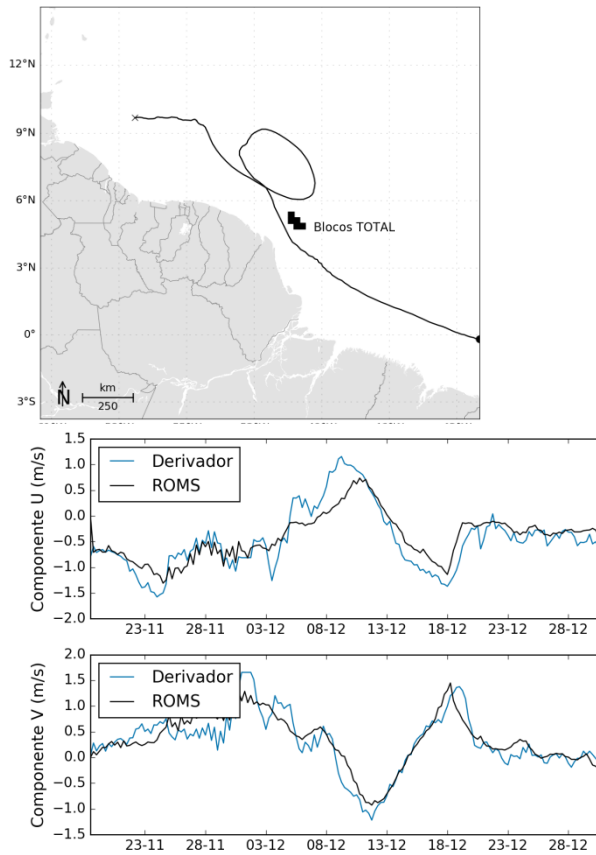 12°N
9°N
6°N
Blocos TOTAL
3°N
0°
3°S
N
km
250
1.5
1.0
0.5
0.0
−0.5
−1.0
−1.5
−2.0
Componente U (m/s)
Derivador
ROMS
23-11 28-11 03-12 08-12 13-12 18-12 23-12 28-12
2.0
1.5
1.0
0.5
0.0
−0.5
−1.0
−1.5
Componente V (m/s)
Derivador
ROMS
23-11 28-11 03-12 08-12 13-12 18-12 23-12 28-12